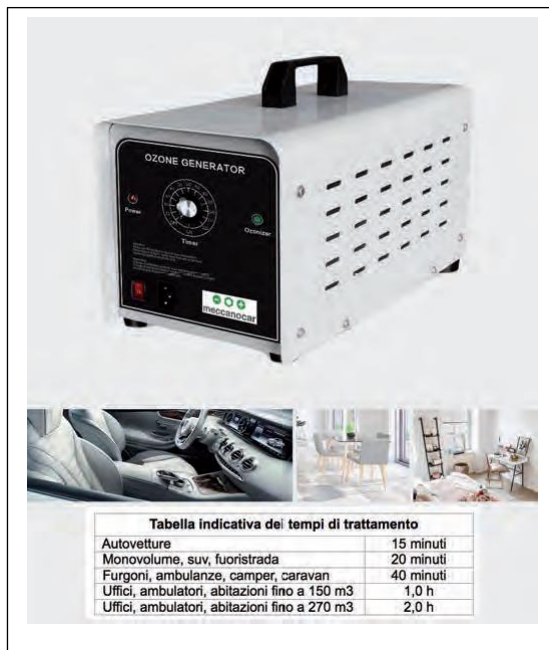 OZONE GENERATOR
Power
Timer
Ozonizer
meccanocar
Tabella indicativa dei tempi di trattamento
Autovetture 15 minuti
Monovolume, suv, fuoristrada 20 minuti
Furgoni, ambulanze, camper, caravan 40 minuti
Uffici, ambulatori, abitazioni fino a 150 m3 1,0 h
Uffici, ambulatori, abitazioni fino a 270 m3 2,0 h